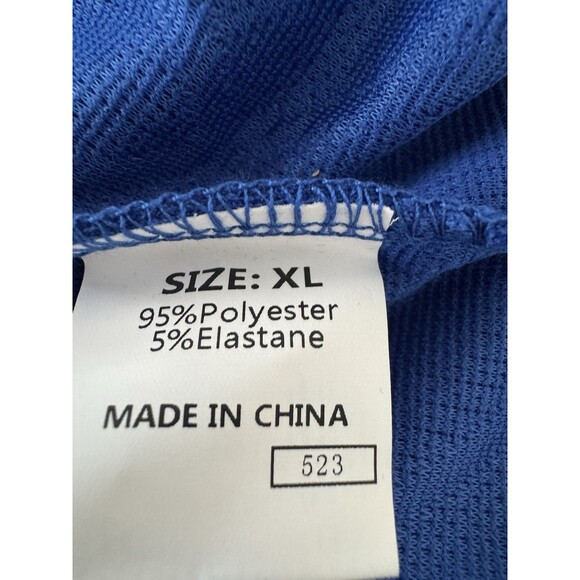 SIZE: XL
95%Polyester
5%Elastane
MADE IN CHINA
523